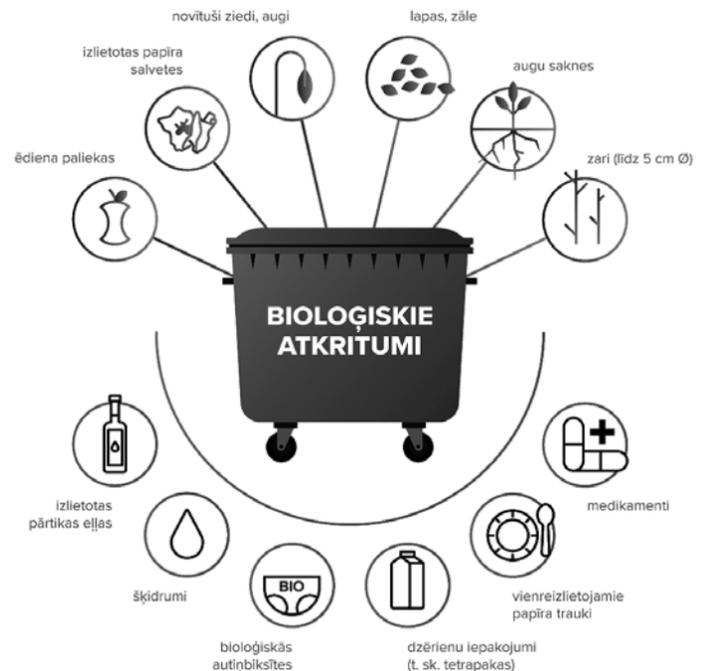 novītuši ziedi, augi
lapas, zāle
izlietotas papīra
salvetes
augu saknes
ēdiena paliekas
zari (līdz 5 cm Ø)
BIOLOĢISKIE
ATKRITUMI
izlietotas
pārtikas eļļas
medikamenti
šķidrumi
vienreizlietojamie
papīra trauki
BIO
bioloģiskās
autiņbiksītes
dzērienu iepakojumi
(t. sk. tetrapakas)